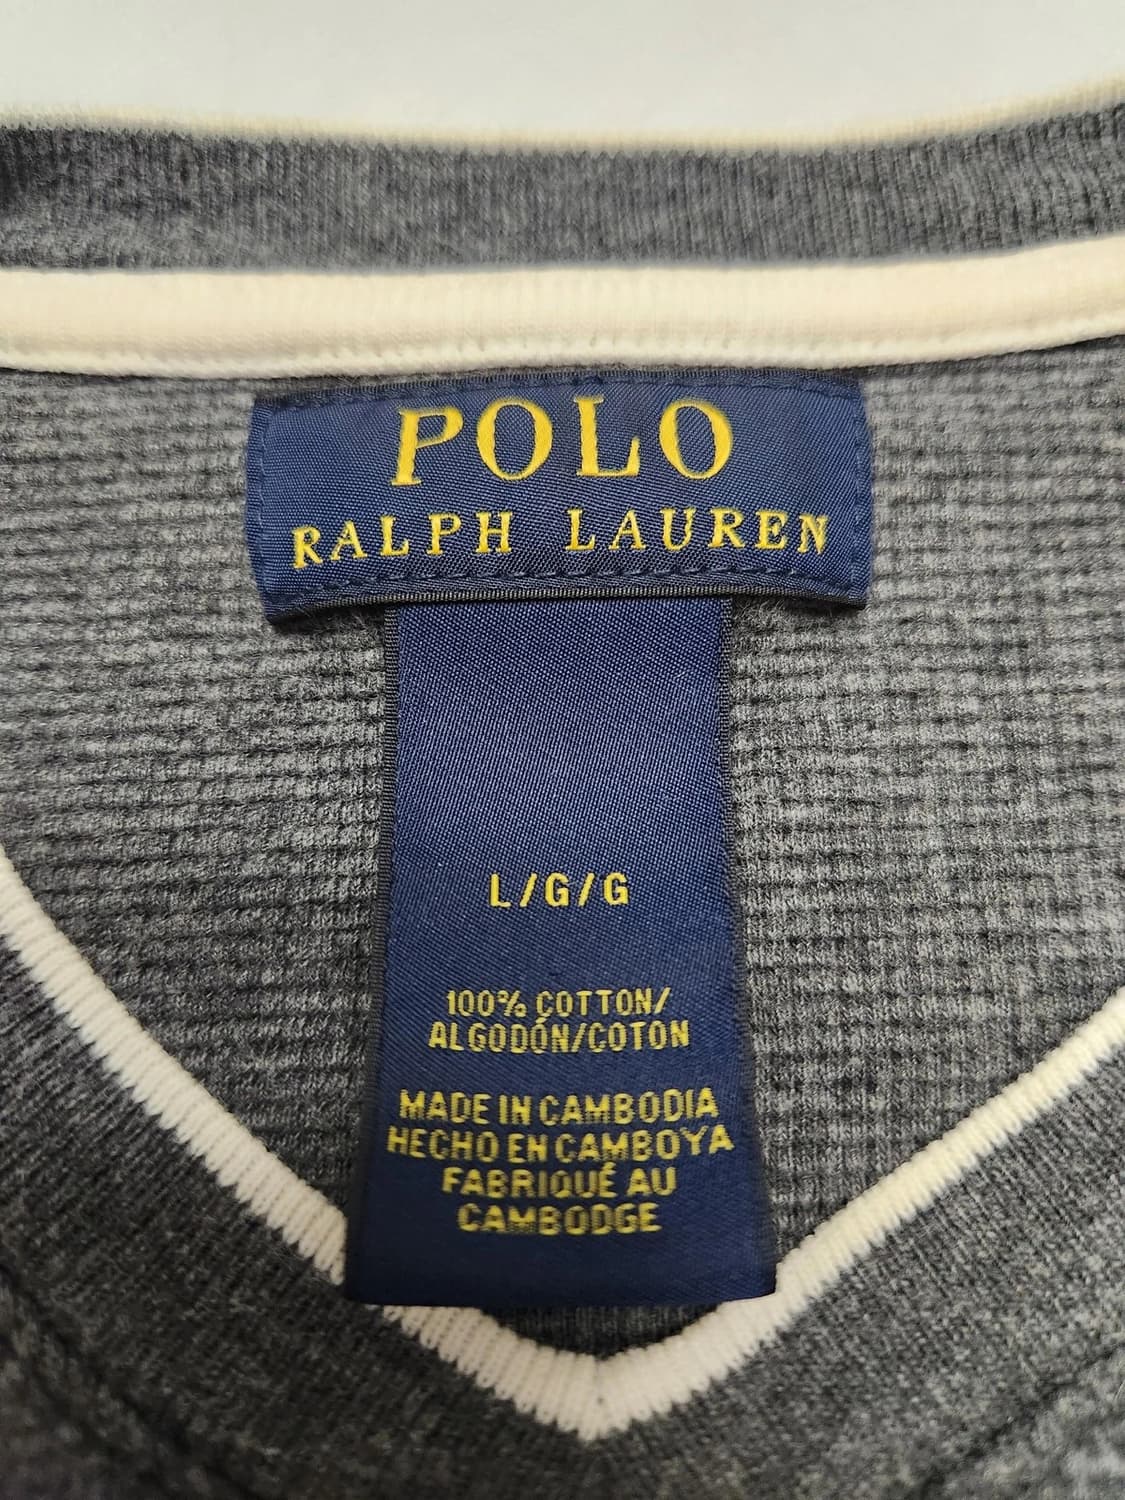 POLO
RALPH LAUREN
L/G/G
100% COTTON/
ALGODÓN/COTON
MADE IN CAMBODIA
HECHO EN CAMBOYA
FABRIQUÉ AU
CAMBODGE